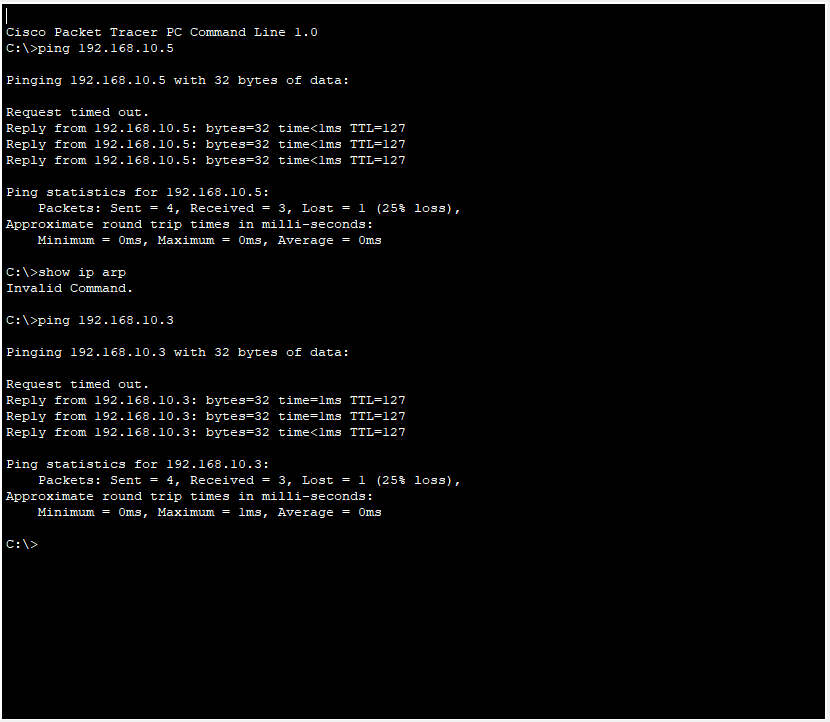 Cisco Packet Tracer PC Command Line 1.0
C:\>ping 192.168.10.5
Pinging 192.168.10.5 with 32 bytes of data:
Request timed out.
Reply from 192.168.10.5: bytes=32 time<1ms TTL=127
Reply from 192.168.10.5: bytes=32 time<1ms TTL=127
Reply from 192.168.10.5: bytes=32 time<1ms TTL=127
Ping statistics for 192.168.10.5:
    Packets: Sent = 4, Received = 3, Lost = 1 (25% loss),
Approximate round trip times in milli-seconds:
    Minimum = 0ms, Maximum = 0ms, Average = 0ms
C:\>show ip arp
Invalid Command.
C:\>ping 192.168.10.3
Pinging 192.168.10.3 with 32 bytes of data:
Request timed out.
Reply from 192.168.10.3: bytes=32 time=1ms TTL=127
Reply from 192.168.10.3: bytes=32 time=1ms TTL=127
Reply from 192.168.10.3: bytes=32 time<1ms TTL=127
Ping statistics for 192.168.10.3:
    Packets: Sent = 4, Received = 3, Lost = 1 (25% loss),
Approximate round trip times in milli-seconds:
    Minimum = 0ms, Maximum = 1ms, Average = 0ms
C:\>